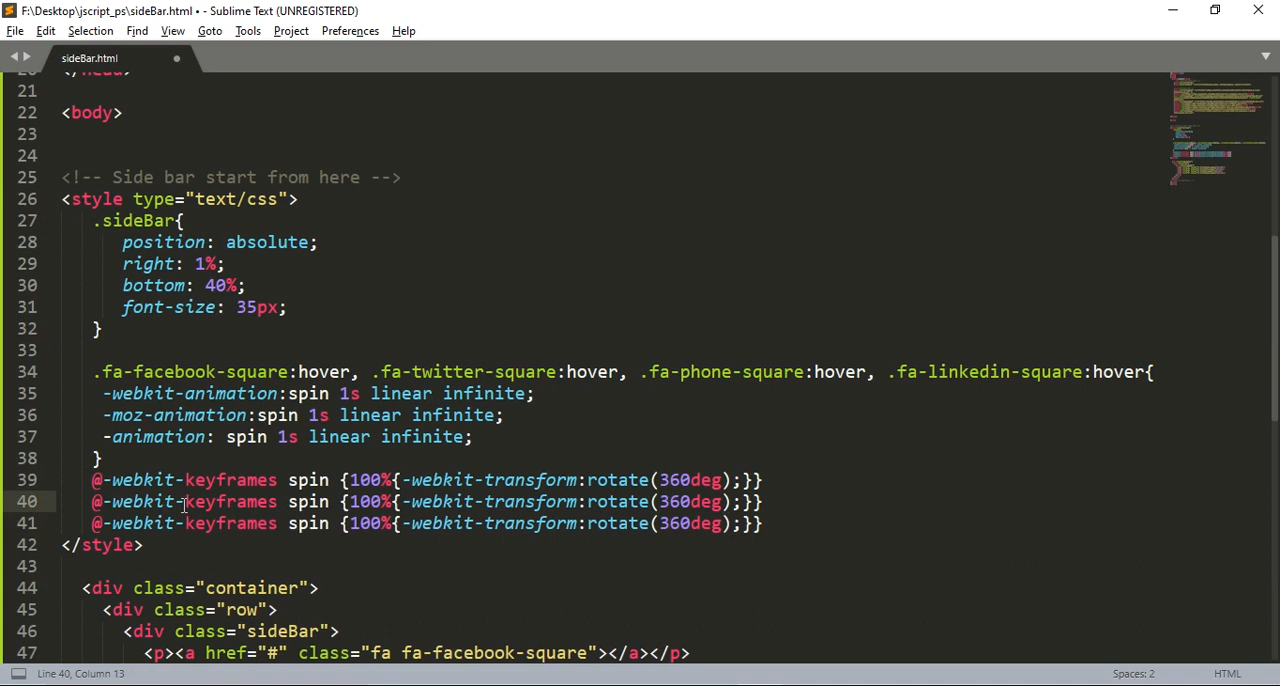 F:\Desktop\jscript_ps\sideBar.html • - Sublime Text (UNREGISTERED)
File Edit Selection Find View Goto Tools Project Preferences Help
sideBar.html
20 </head>
21
22 <body>
23
24
25 <!-- Side bar start from here -->
26 <style type="text/css">
27 .sideBar{
28 position: absolute;
29 right: 1%;
30 bottom: 40%;
31 font-size: 35px;
32 }
33
34 .fa-facebook-square:hover, .fa-twitter-square:hover, .fa-phone-square:hover, .fa-linkedin-square:hover{
35 -webkit-animation:spin 1s linear infinite;
36 -moz-animation:spin 1s linear infinite;
37 -animation: spin 1s linear infinite;
38 }
39 @-webkit-keyframes spin {100%{-webkit-transform:rotate(360deg);}}
40 @-webkit-keyframes spin {100%{-webkit-transform:rotate(360deg);}}
41 @-webkit-keyframes spin {100%{-webkit-transform:rotate(360deg);}}
42 </style>
43
44 <div class="container">
45 <div class="row">
46 <div class="sideBar">
47 <p><a href="#" class="fa fa-facebook-square"></a></p>
Line 40, Column 13 Spaces: 2 HTML